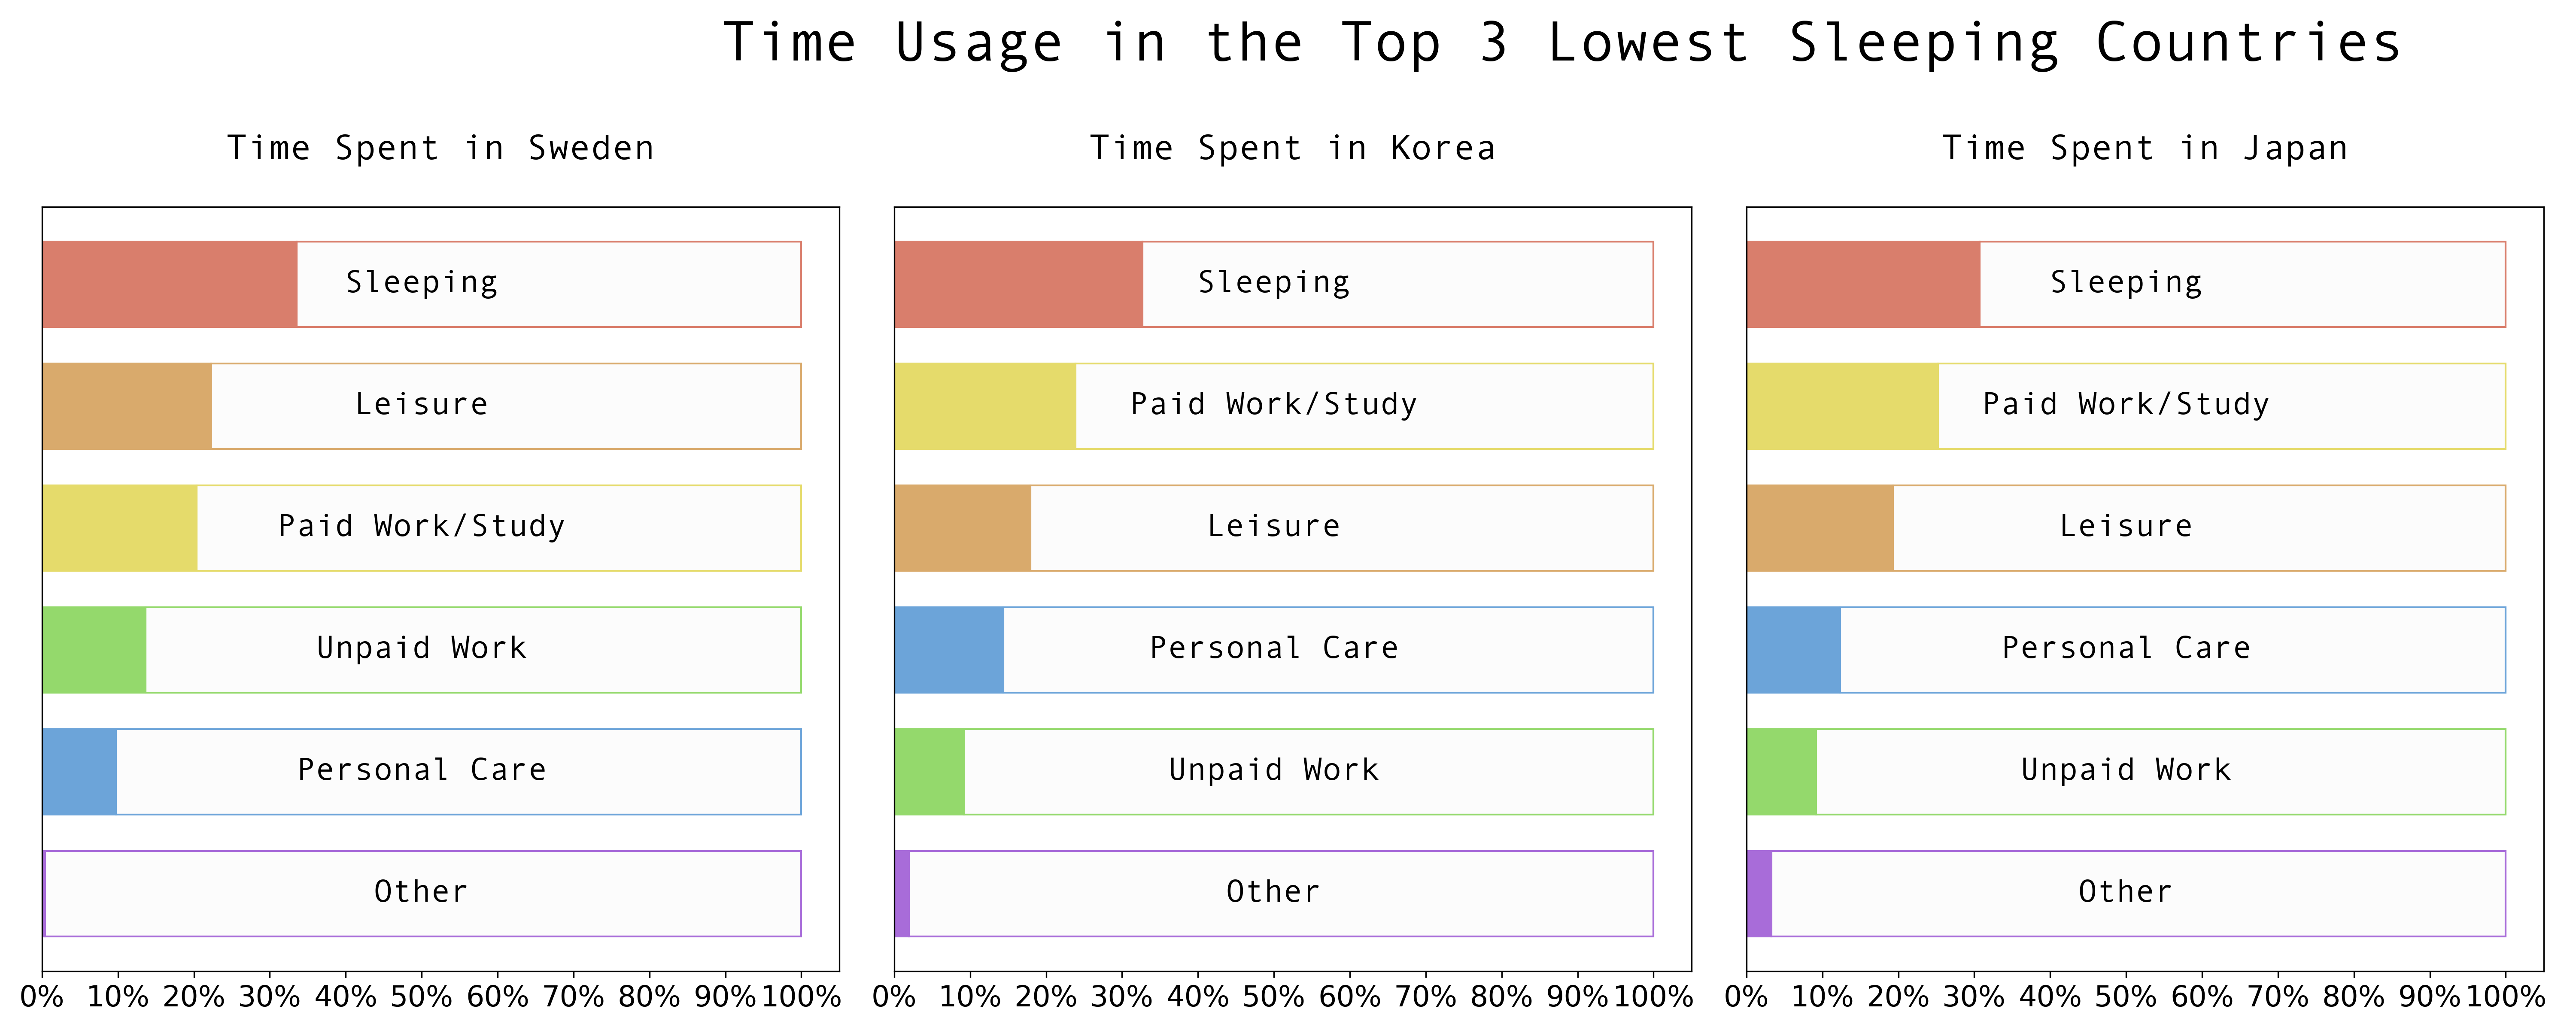 Time Usage in the Top 3 Lowest Sleeping Countries
Time Spent in Sweden
Sleeping
Leisure
Paid Work/Study
Unpaid Work
Personal Care
Other
0% 10% 20% 30% 40% 50% 60% 70% 80% 90% 100%
Time Spent in Korea
Sleeping
Paid Work/Study
Leisure
Personal Care
Unpaid Work
Other
0% 10% 20% 30% 40% 50% 60% 70% 80% 90% 100%
Time Spent in Japan
Sleeping
Paid Work/Study
Leisure
Personal Care
Unpaid Work
Other
0% 10% 20% 30% 40% 50% 60% 70% 80% 90% 100%